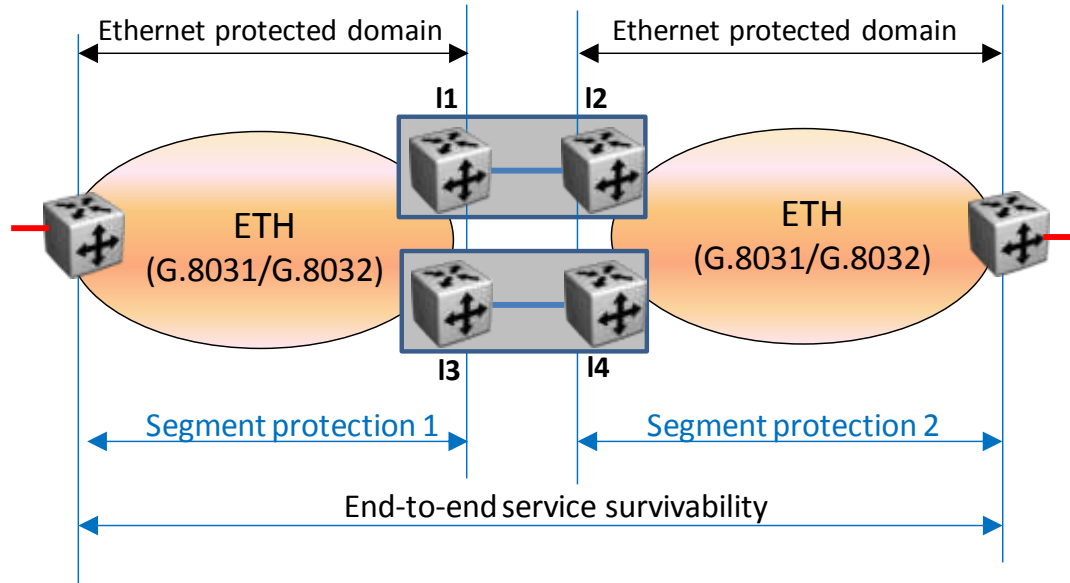 Ethernet protected domain
Ethernet protected domain
I1
I2
ETH
(G.8031/G.8032)
ETH
(G.8031/G.8032)
I3
I4
Segment protection 1
Segment protection 2
End-to-end service survivability